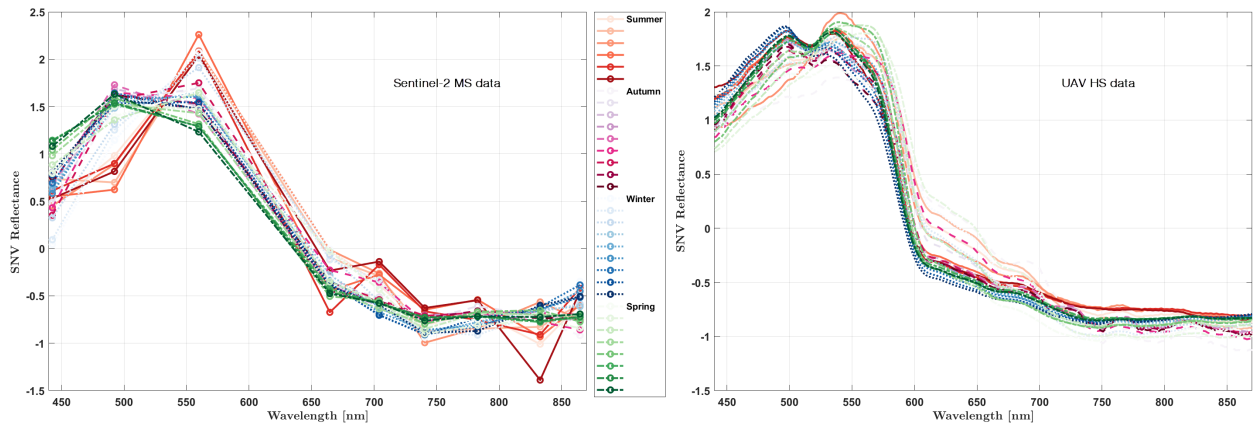 2.5
2
1.5
1
0.5
0
-0.5
-1
-1.5
SNV Reflectance
450 500 550 600 650 700 750 800 850
Wavelength [nm]
Sentinel-2 MS data
Summer
Autumn
Winter
Spring
2
1.5
1
0.5
0
-0.5
-1
-1.5
SNV Reflectance
450 500 550 600 650 700 750 800 850
Wavelength [nm]
UAV HS data